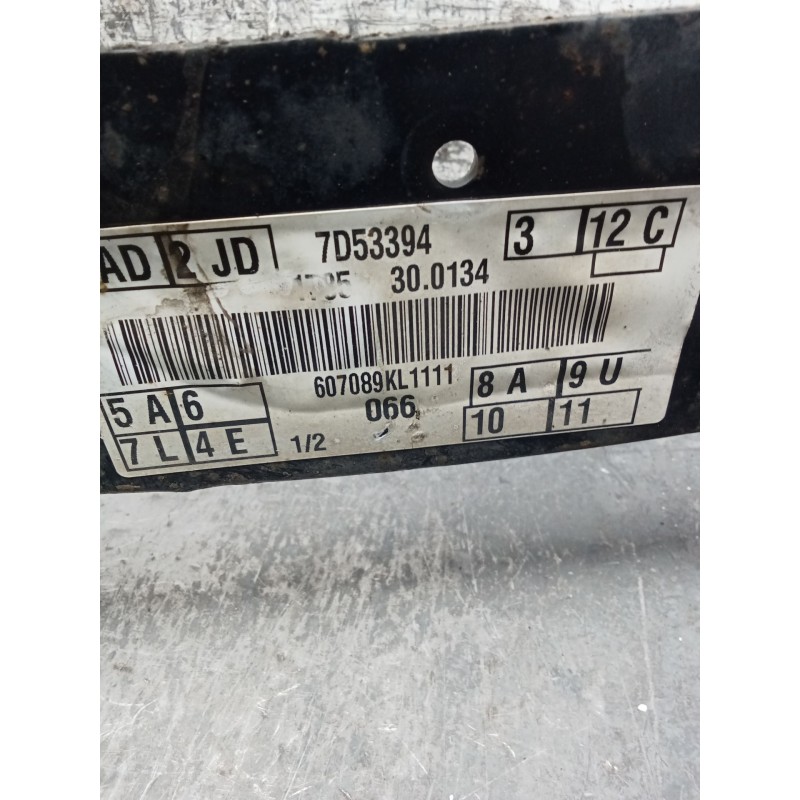 AD 2 JD 7D53394 3 12 C
30.0134
607089KL1111
5 A 6 066 8 A 9 U
7 L 4 E 1/2 10 11